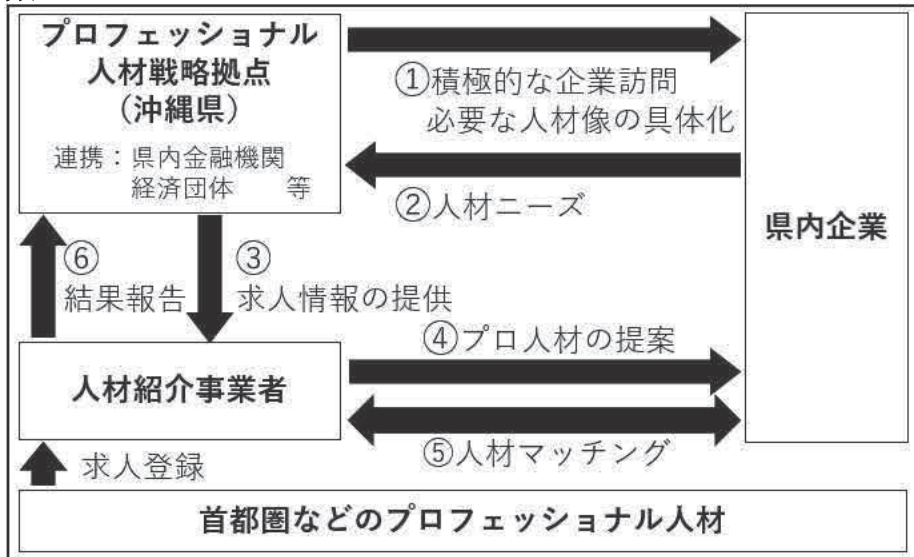 プロフェッショナル
人材戦略拠点
（沖縄県）
連携：県内金融機関
経済団体　　等
①積極的な企業訪問
必要な人材像の具体化
②人材ニーズ
県内企業
⑥
結果報告
③
求人情報の提供
④プロ人材の提案
人材紹介事業者
⑤人材マッチング
求人登録
首都圏などのプロフェッショナル人材